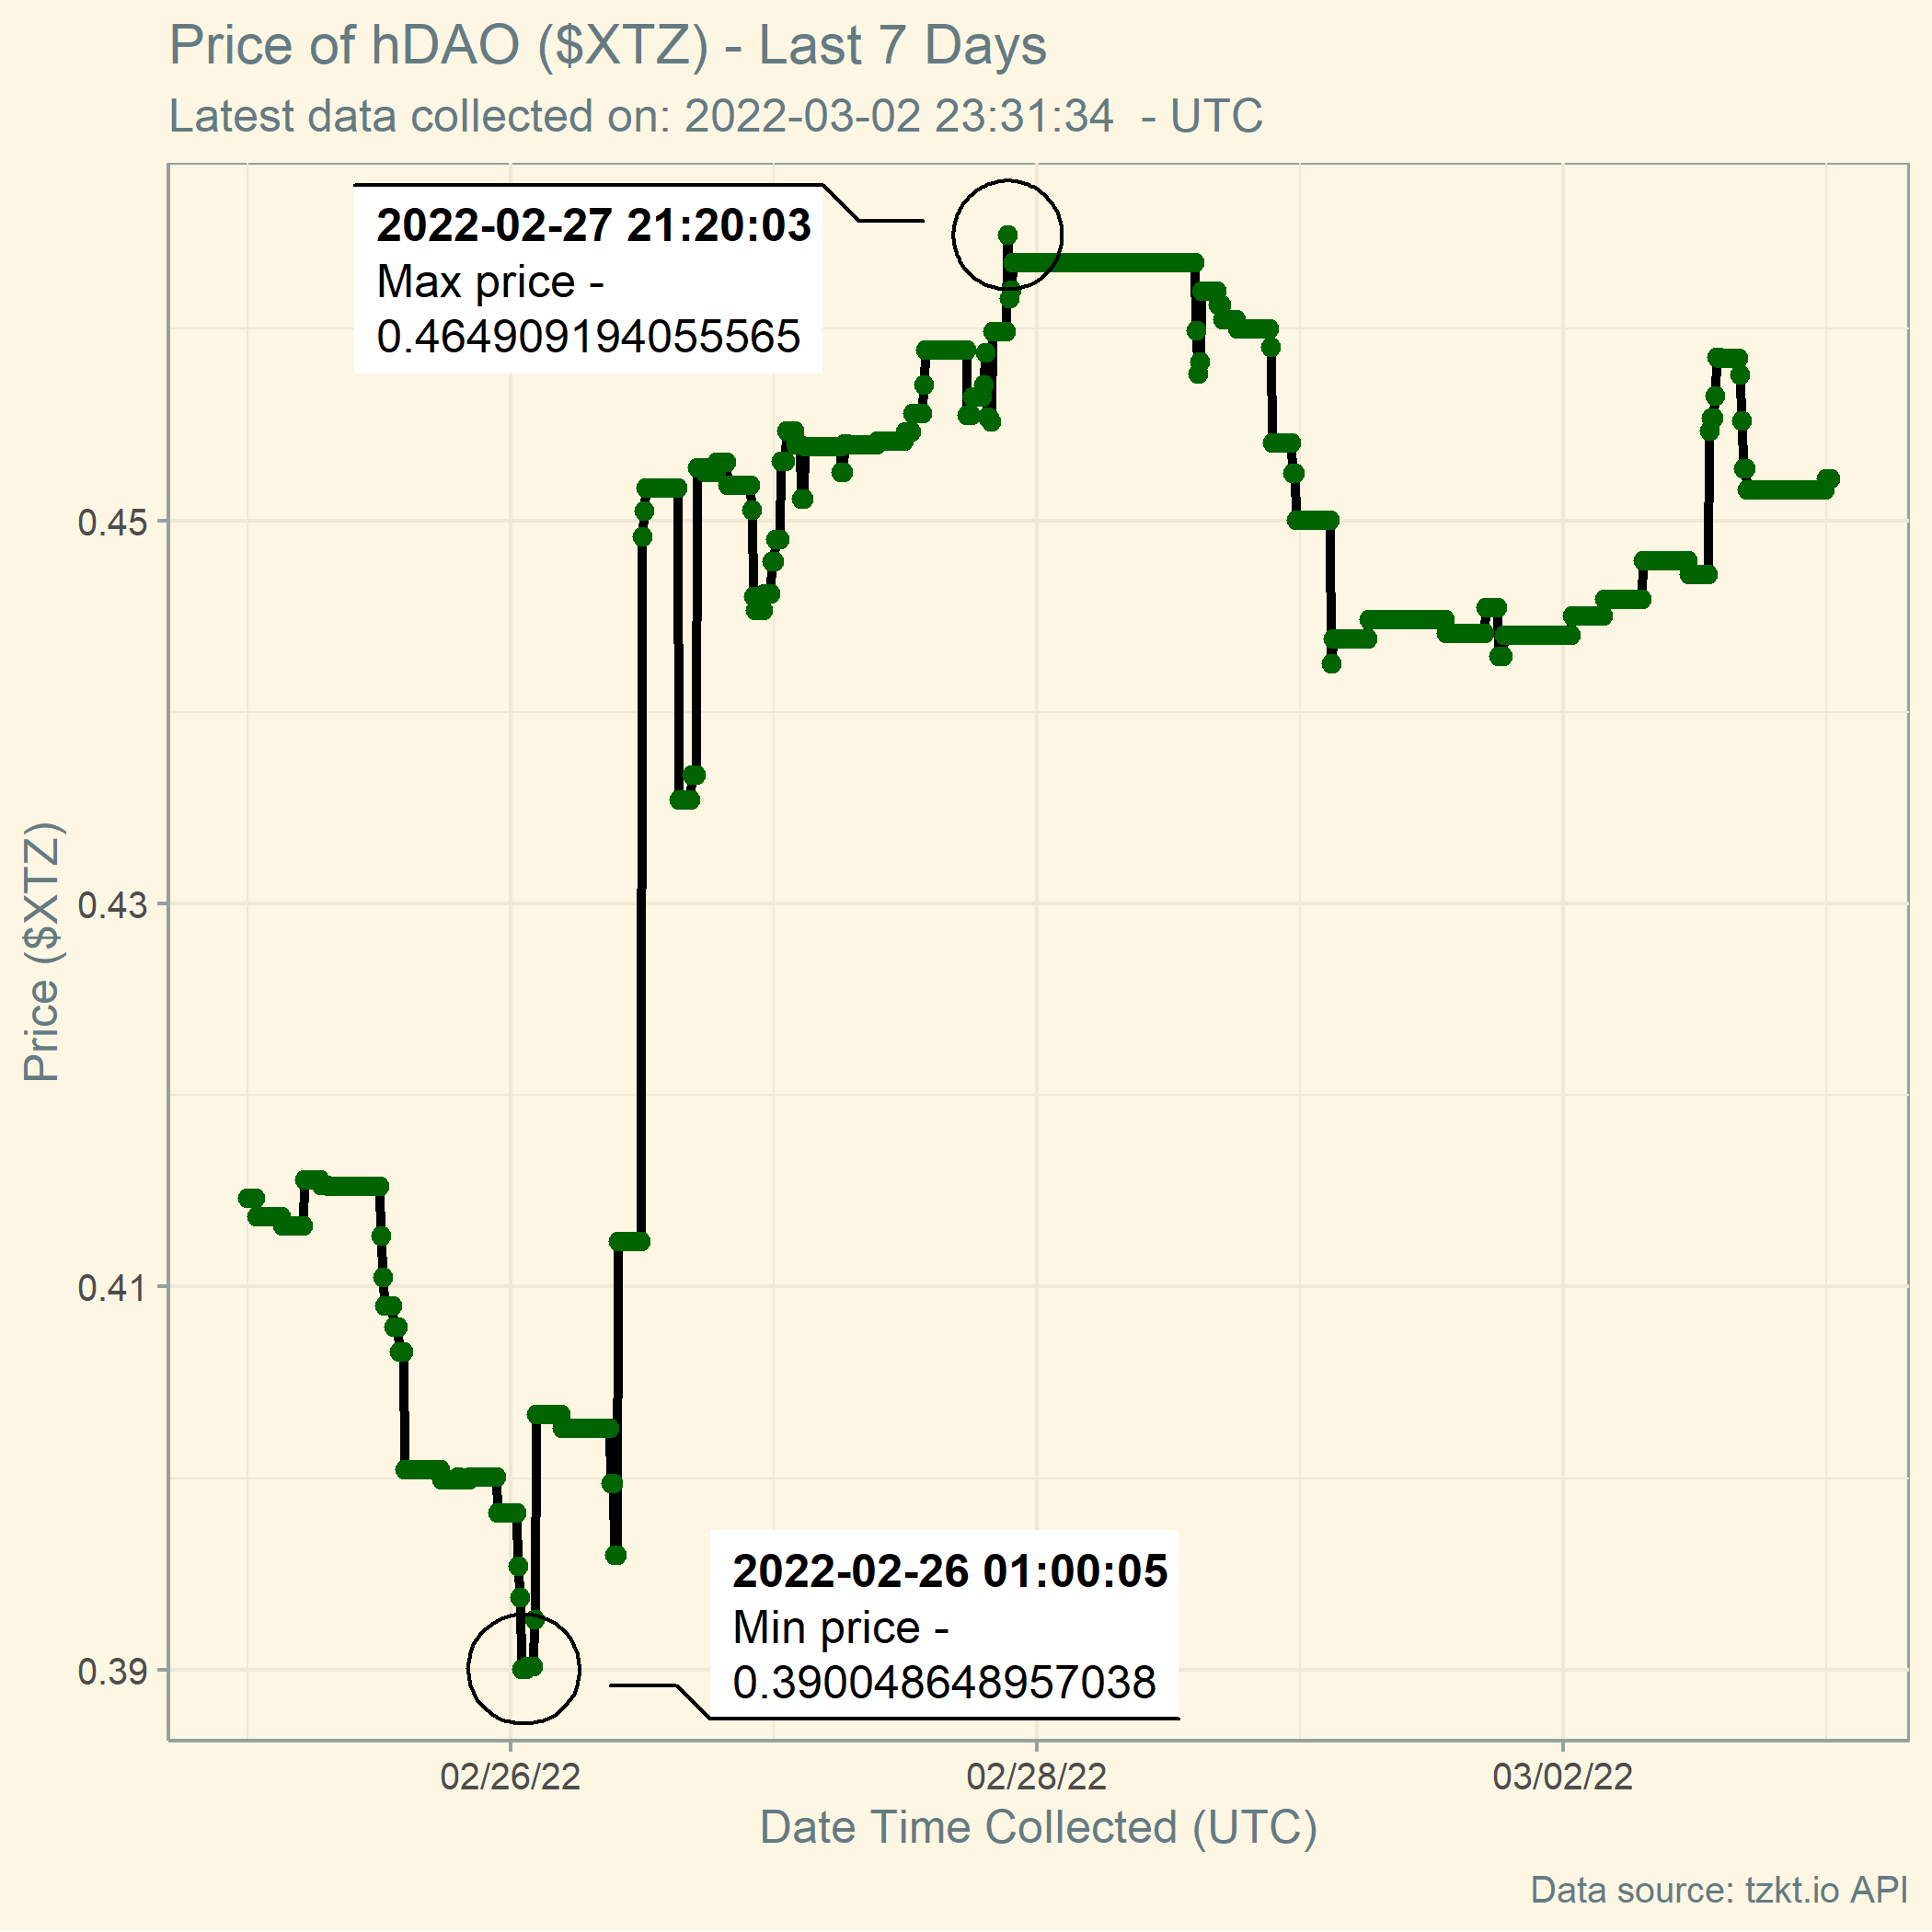 Price of hDAO ($XTZ) - Last 7 Days
Latest data collected on: 2022-03-02 23:31:34  - UTC
2022-02-27 21:20:03
Max price -
0.464909194055565
0.45
0.43
0.41
0.39
Price ($XTZ)
2022-02-26 01:00:05
Min price -
0.390048648957038
02/26/22
02/28/22
03/02/22
Date Time Collected (UTC)
Data source: tzkt.io API